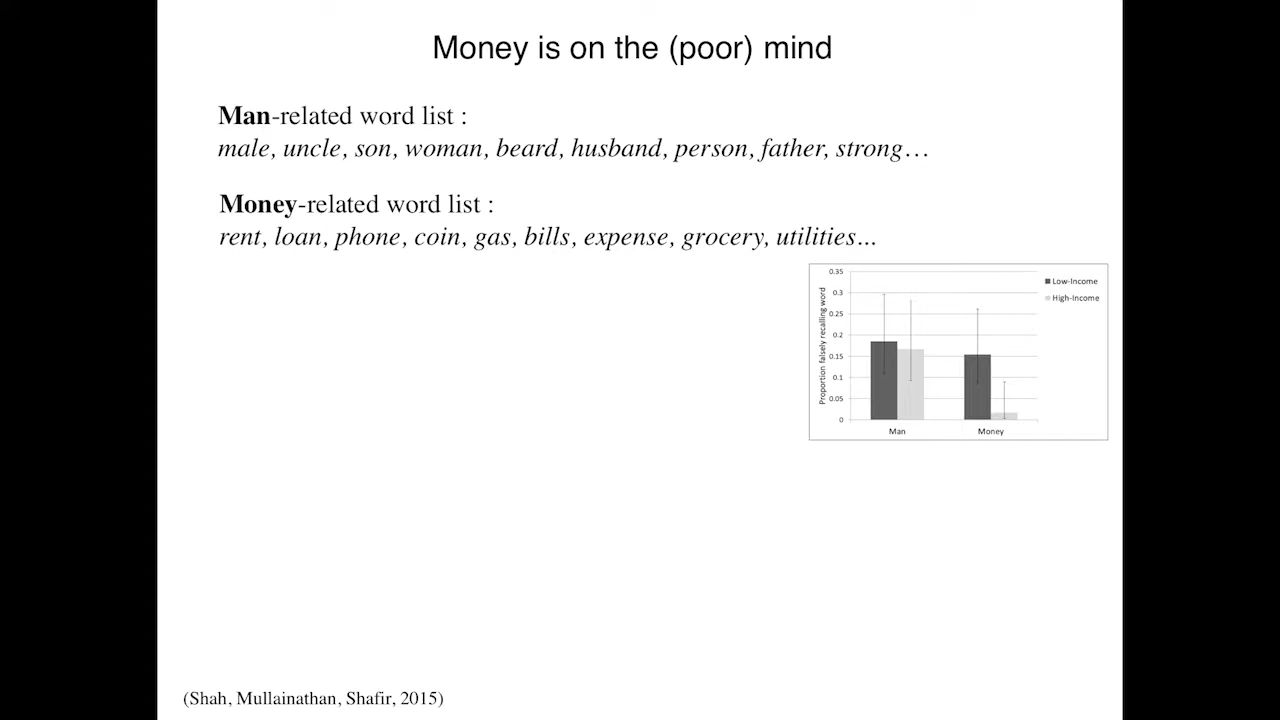 Money is on the (poor) mind
Man-related word list :
male, uncle, son, woman, beard, husband, person, father, strong…
Money-related word list :
rent, loan, phone, coin, gas, bills, expense, grocery, utilities...
Proportion falsely recalling word
0.35
0.3
0.25
0.2
0.15
0.1
0.05
0
Man
Money
Low-Income
High-Income
(Shah, Mullainathan, Shafir, 2015)